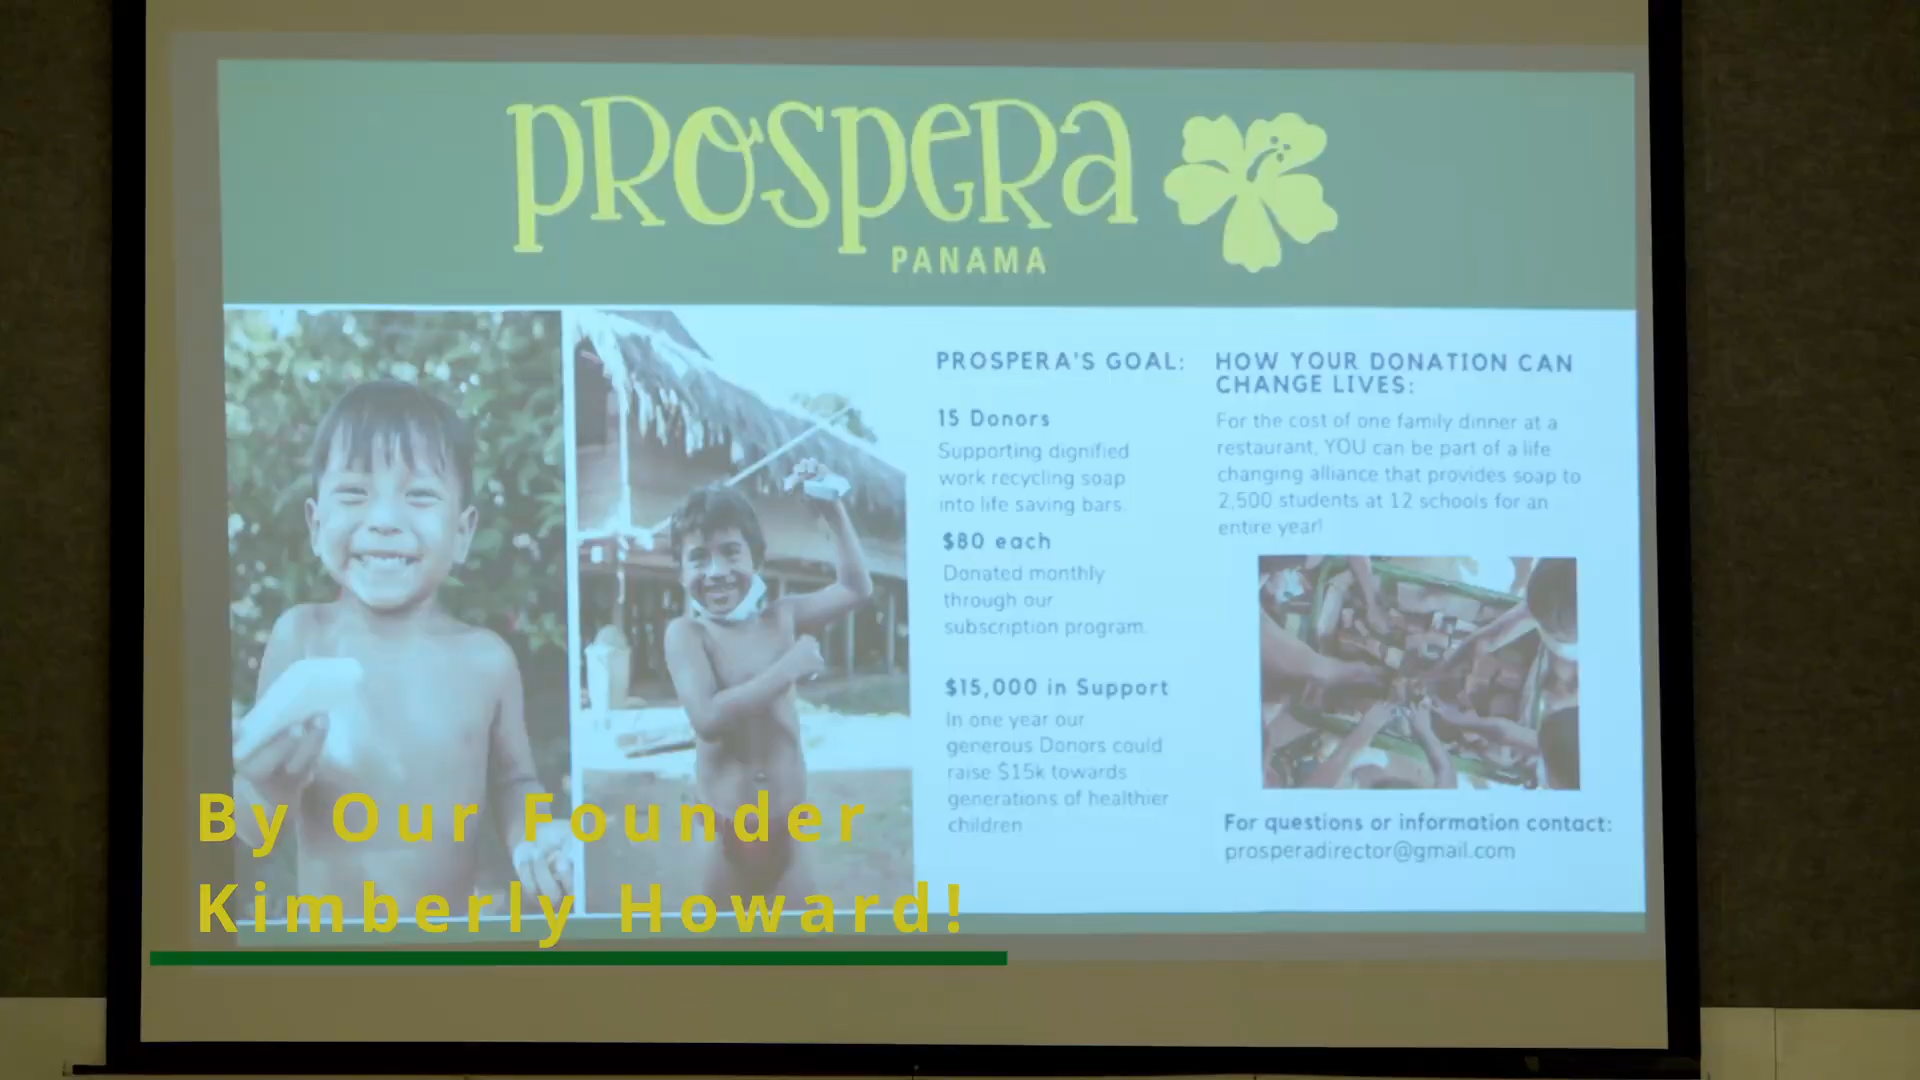 PROSPERA
PANAMA
PROSPERA'S GOAL:
15 Donors
Supporting dignified
work recycling soap
into life saving bars.
$80 each
Donated monthly
through our
subscription program.
$15,000 in Support
In one year our
generous Donors could
raise $15k towards
generations of healthier
children
HOW YOUR DONATION CAN
CHANGE LIVES:
For the cost of one family dinner at a
restaurant, YOU can be part of a life
changing alliance that provides soap to
2,500 students at 12 schools for an
entire year!
For questions or information contact:
prosperadirector@gmail.com
By Our Founder
Kimberly Howard!